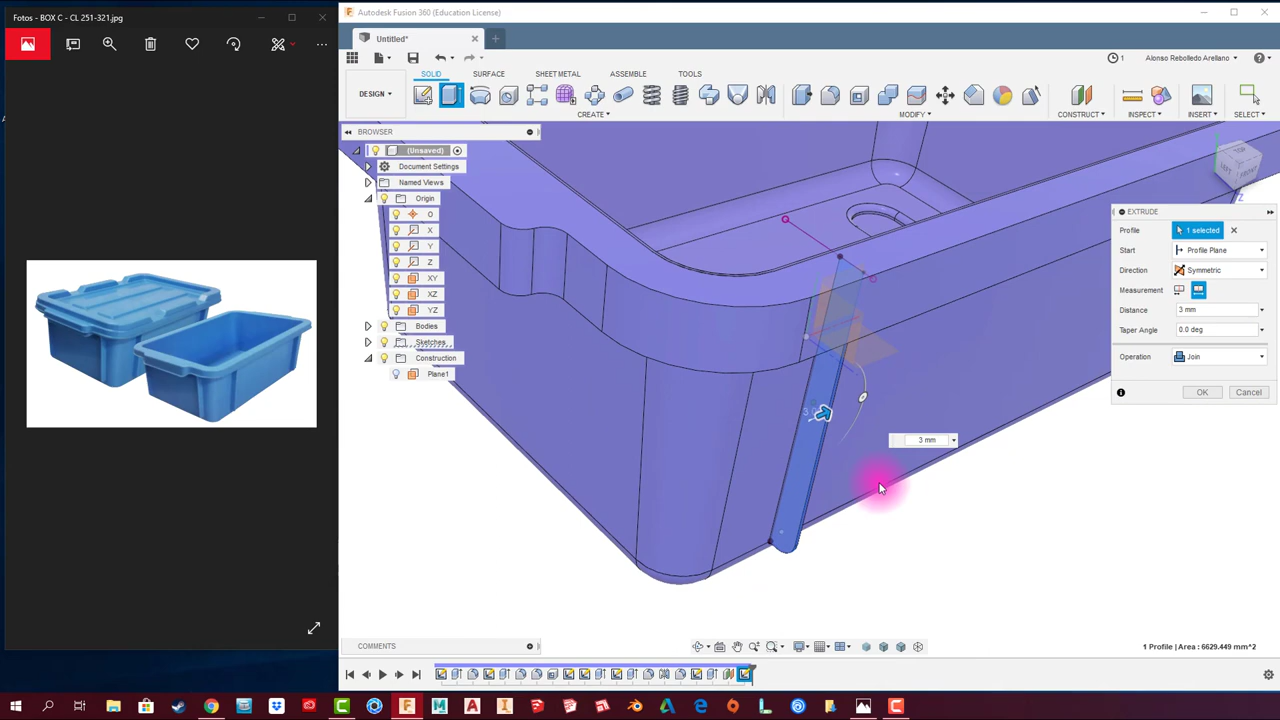 Fotos - BOX C - CL 251-321.jpg
Autodesk Fusion 360 (Education License)
Untitled*
1
Alonso Rebolledo Arellano
SOLID
SURFACE
SHEET METAL
ASSEMBLE
TOOLS
DESIGN
CREATE
MODIFY
CONSTRUCT
INSPECT
INSERT
SELECT
BROWSER
(Unsaved)
Document Settings
Named Views
Origin
O
X
Y
Z
XY
XZ
YZ
Bodies
Sketches
Construction
Plane1
LEFT
FRONT
Z
EXTRUDE
Profile
1 selected
Start
Profile Plane
Direction
Symmetric
Measurement
Distance
3 mm
Taper Angle
0.0 deg
Operation
Join
OK
Cancel
3 mm
COMMENTS
1 Profile | Area : 6629.449 mm^2